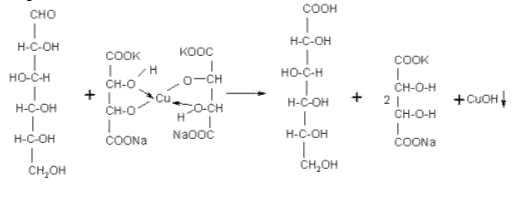 CHO
H-C-OH
HO-C-H
H-C-OH
H-C-OH
CH₂OH
+
COOK
CH-O
H
CH-O
COONa
Cu
KOOC
O-CH
H
O-CH
NaOOC
COOH
H-C-OH
HO-C-H
H-C-OH
H-C-OH
CH₂OH
+
COOK
2
CH-O-H
CH-O-H
COONa
+CuOH↓